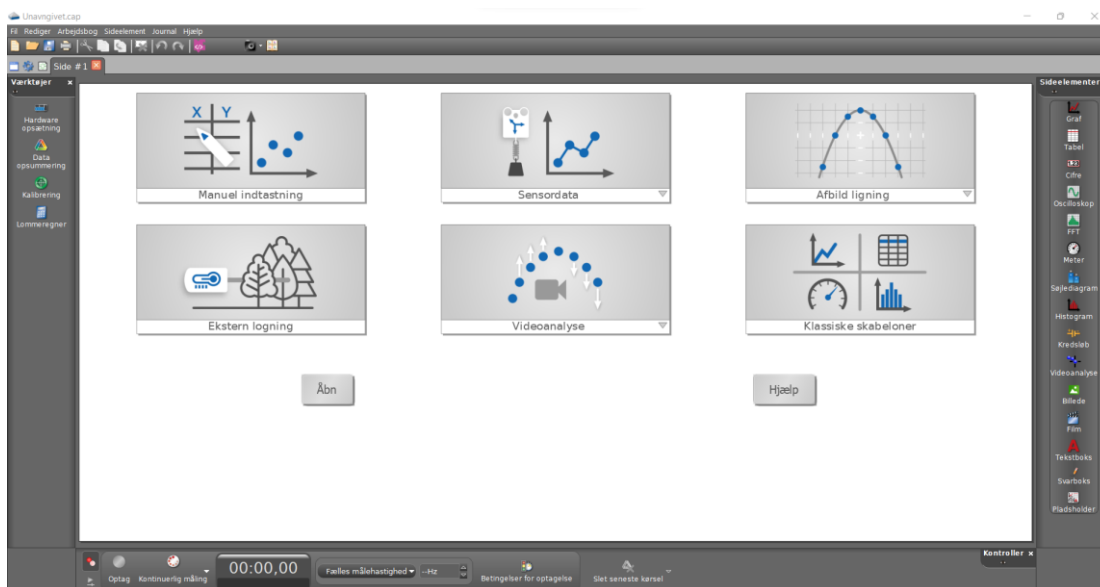 Unavngivet.cap
Fil Rediger Arbejdsbog Sideelement Journal Hjælp
Side #1
Værktøjer
Hardware
opsætning
Data
opsummering
Kalibrering
Lommeregner
X Y
Manuel indtastning
Sensordata
Afbild ligning
Ekstern logning
Videoanalyse
Klassiske skabeloner
Åbn
Hjælp
Sideelementer
Graf
Tabel
Cifre
Oscilloskop
FFT
Meter
Søjlediagram
Histogram
Kredsløb
Videoanalyse
Billede
Film
Tekstboks
Svarboks
Pladsholder
Kontroller
Optag
Kontinuerlig måling
00:00,00
Fælles målehastighed
--Hz
Betingelser for optagelse
Slet seneste kørsel